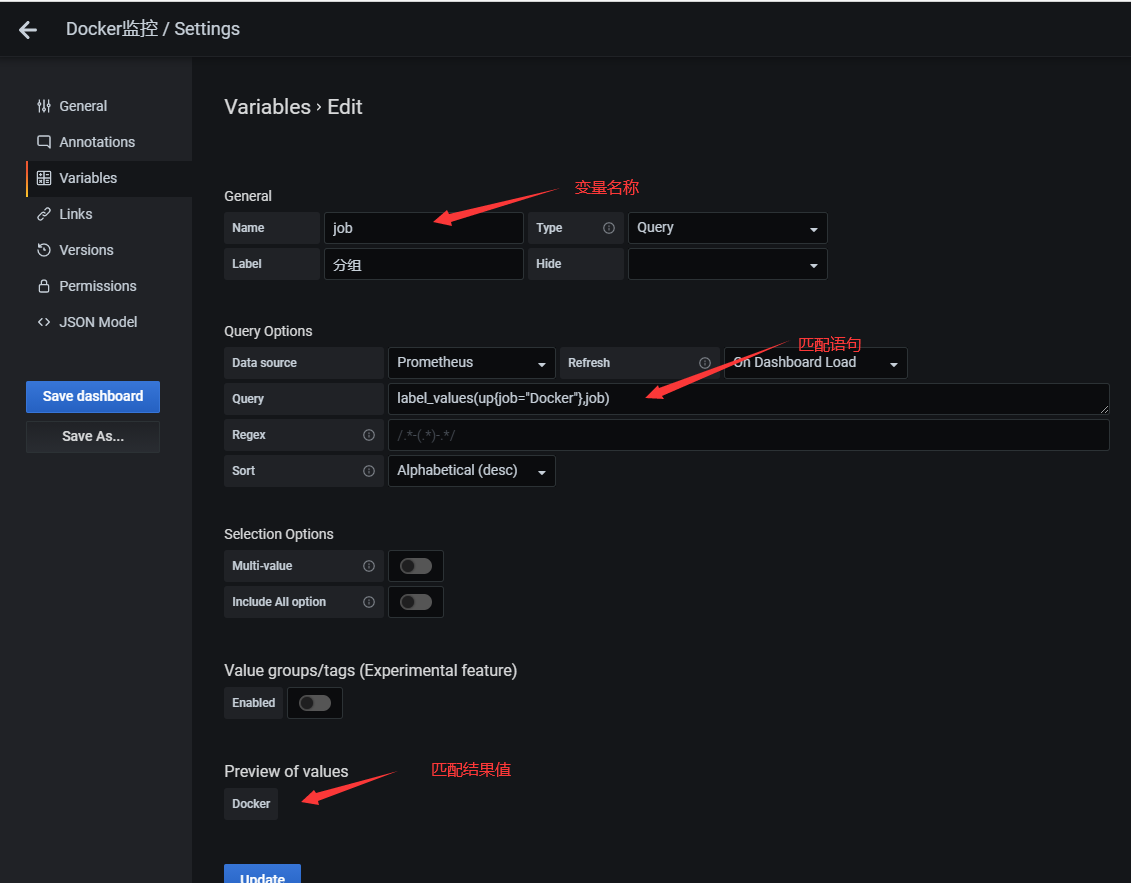 Docker监控 / Settings
General
Annotations
Variables
Links
Versions
Permissions
JSON Model
Save dashboard
Save As...
Variables › Edit
变量名称
General
Name job Type Query
Label 分组 Hide
Query Options
匹配语句
Data source Prometheus Refresh On Dashboard Load
Query label_values(up{job="Docker"},job)
Regex /.*-(.*)-.*/
Sort Alphabetical (desc)
Selection Options
Multi-value
Include All option
Value groups/tags (Experimental feature)
Enabled
Preview of values 匹配结果值
Docker
Update